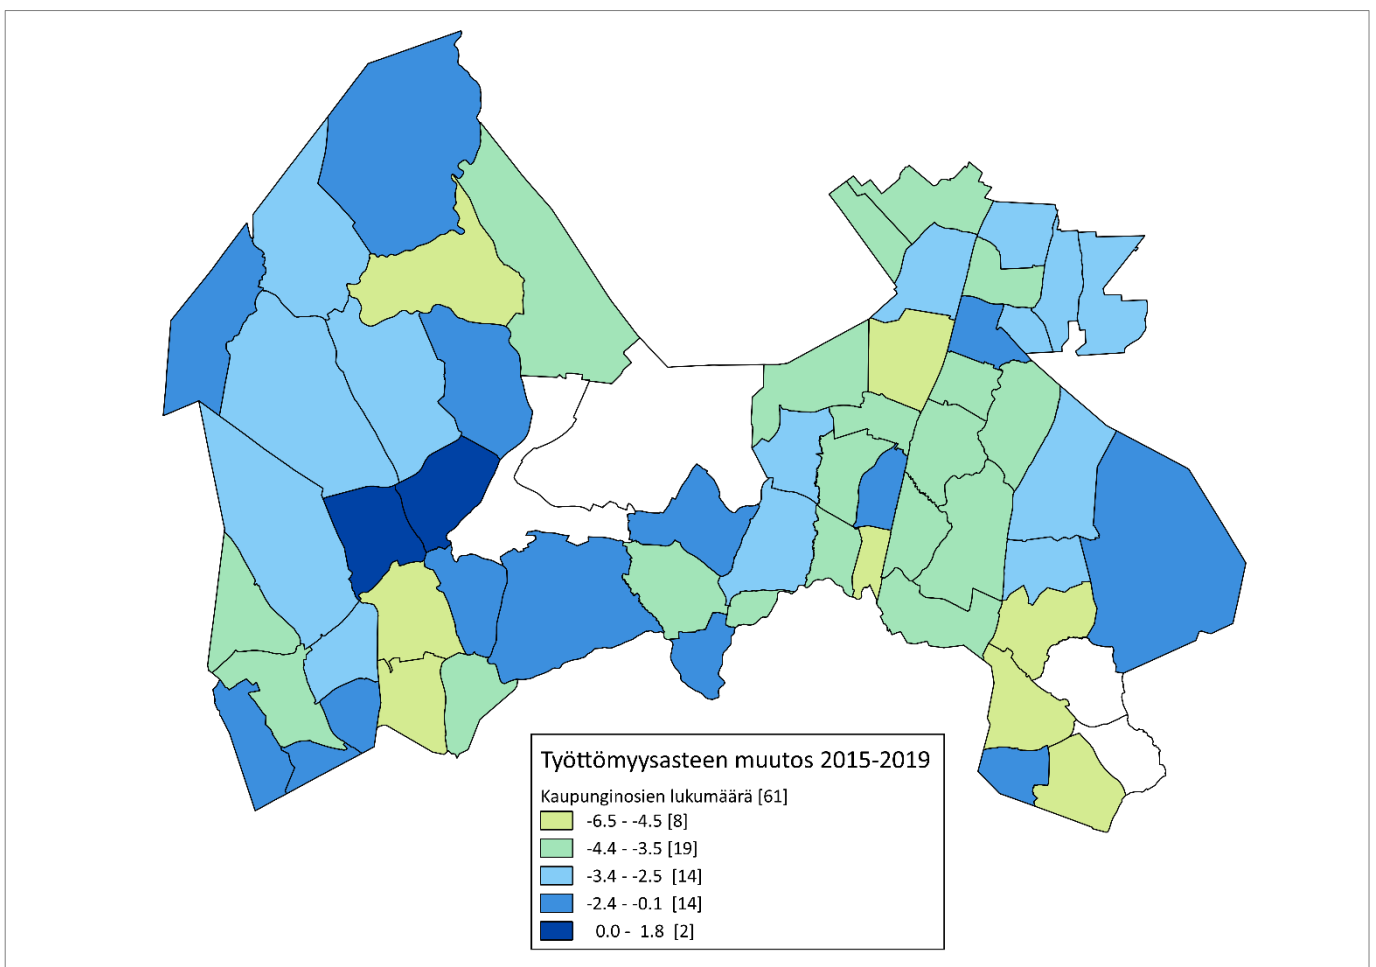 Työttömyysasteen muutos 2015-2019
Kaupunginosien lukumäärä [61]
-6.5 - -4.5 [8]
-4.4 - -3.5 [19]
-3.4 - -2.5 [14]
-2.4 - -0.1 [14]
0.0 - 1.8 [2]